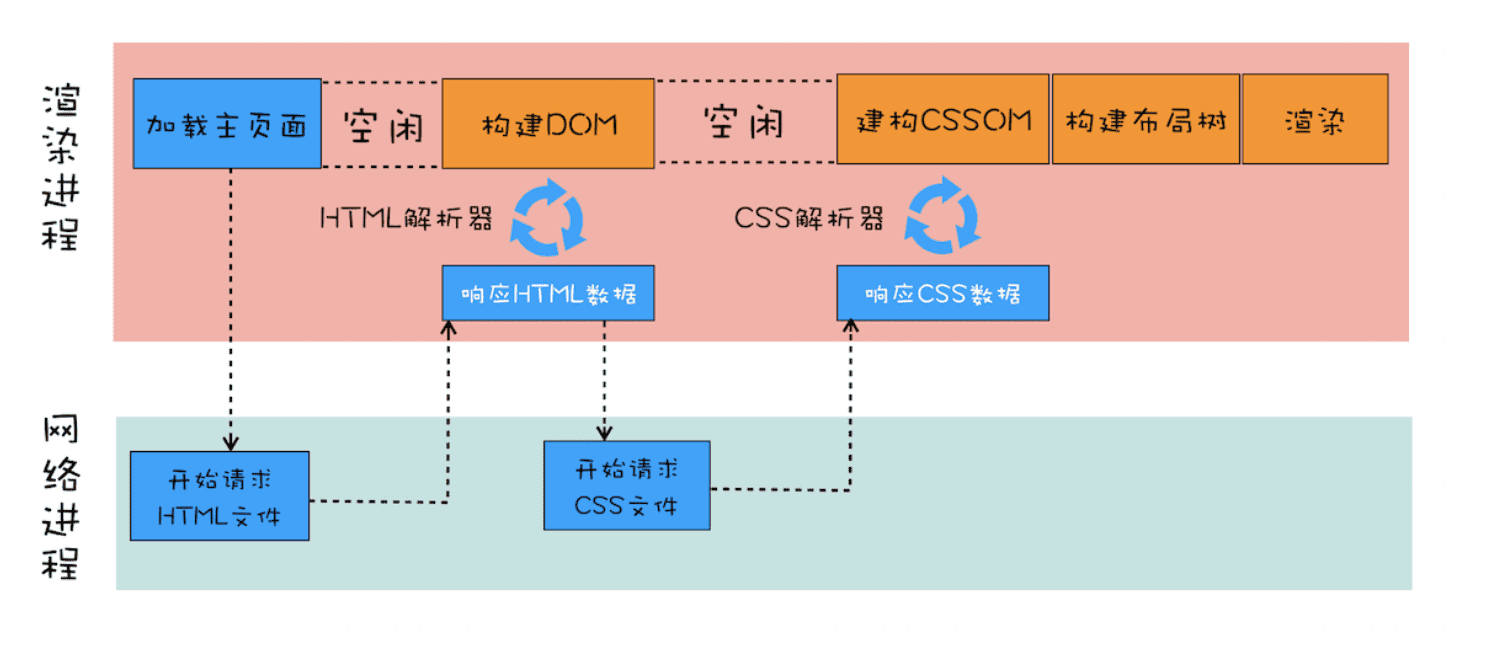 渲染进程
加载主页面
空闲
构建DOM
空闲
建构CSSOM
构建布局树
渲染
HTML解析器
CSS解析器
响应HTML数据
响应CSS数据
网络进程
开始请求
HTML文件
开始请求
CSS文件